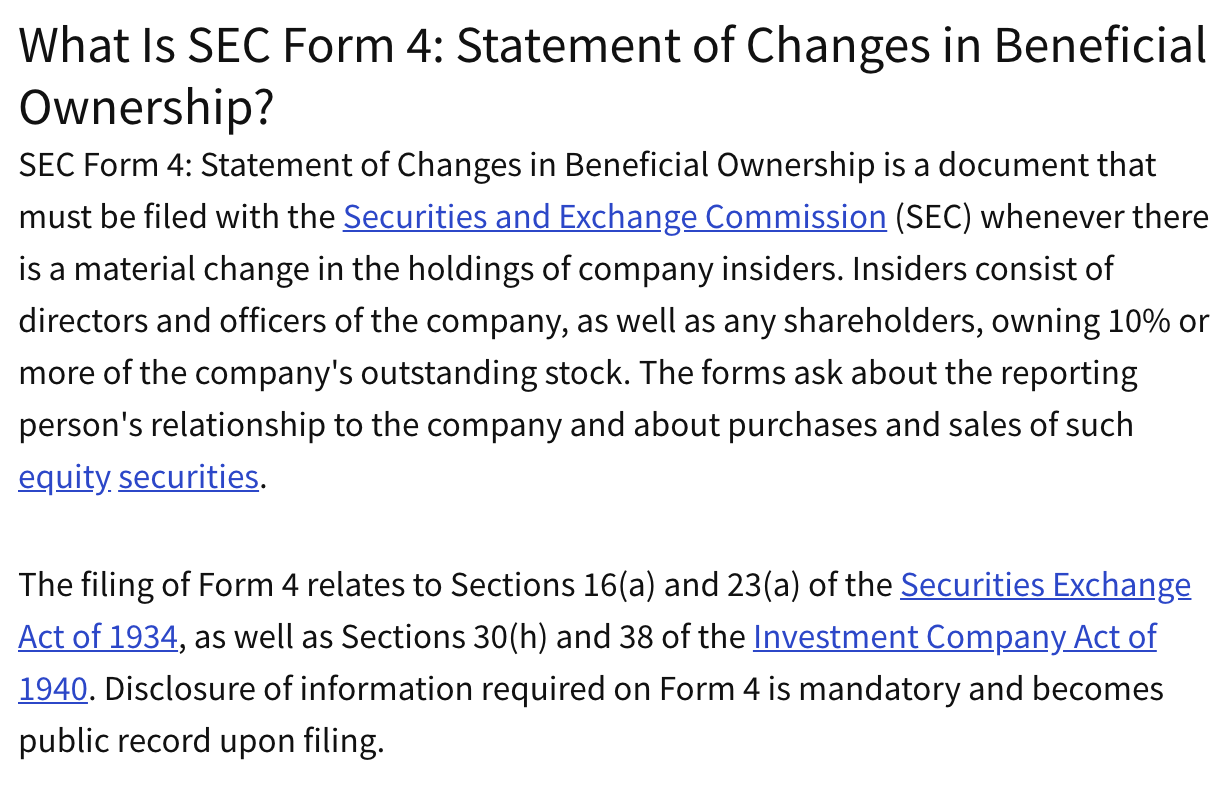 What Is SEC Form 4: Statement of Changes in Beneficial
Ownership?
SEC Form 4: Statement of Changes in Beneficial Ownership is a document that
must be filed with the Securities and Exchange Commission (SEC) whenever there
is a material change in the holdings of company insiders. Insiders consist of
directors and officers of the company, as well as any shareholders, owning 10% or
more of the company's outstanding stock. The forms ask about the reporting
person's relationship to the company and about purchases and sales of such
equity securities.
The filing of Form 4 relates to Sections 16(a) and 23(a) of the Securities Exchange
Act of 1934, as well as Sections 30(h) and 38 of the Investment Company Act of
1940. Disclosure of information required on Form 4 is mandatory and becomes
public record upon filing.